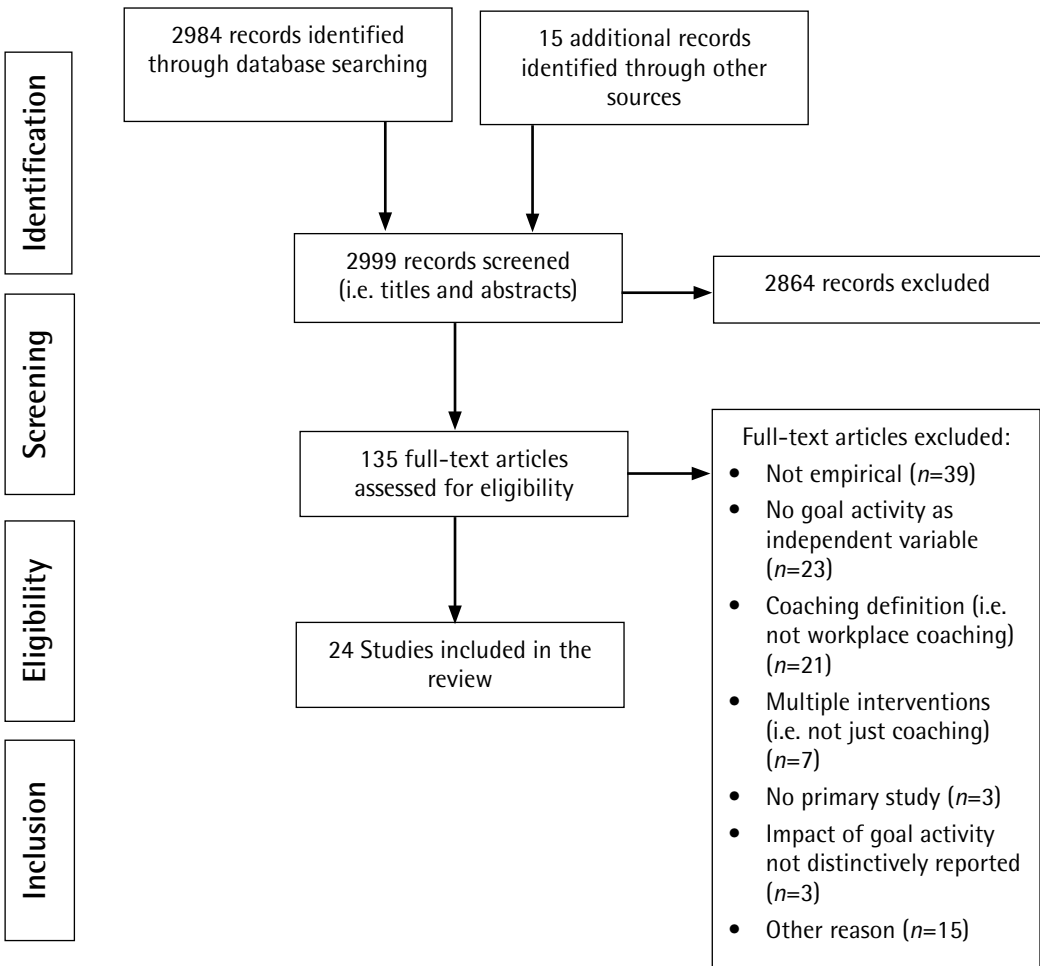 2984 records identified
through database searching
15 additional records
identified through other
sources
Identification
2999 records screened
(i.e. titles and abstracts)
2864 records excluded
Screening
135 full-text articles
assessed for eligibility
Full-text articles excluded:
• Not empirical (n=39)
• No goal activity as
independent variable
(n=23)
• Coaching definition (i.e.
not workplace coaching)
(n=21)
• Multiple interventions
(i.e. not just coaching)
(n=7)
• No primary study (n=3)
• Impact of goal activity
not distinctively reported
(n=3)
• Other reason (n=15)
Eligibility
24 Studies included in the
review
Inclusion